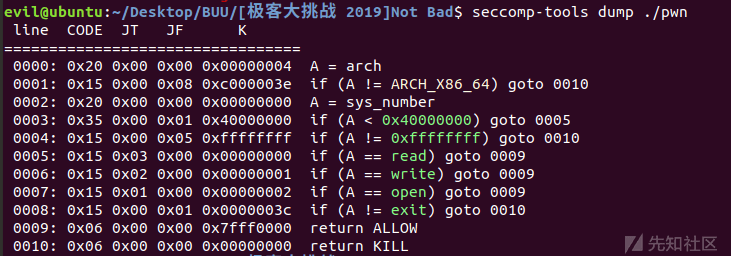 evil@ubuntu:~/Desktop/BUU/[极客大挑战 2019]Not Bad$ seccomp-tools dump ./pwn
line CODE JT JF K
=================================
0000: 0x20 0x00 0x00 0x00000004 A = arch
0001: 0x15 0x00 0x08 0xc000003e if (A != ARCH_X86_64) goto 0010
0002: 0x20 0x00 0x00 0x00000000 A = sys_number
0003: 0x35 0x00 0x01 0x40000000 if (A < 0x40000000) goto 0005
0004: 0x15 0x00 0x05 0xffffffff if (A != 0xffffffff) goto 0010
0005: 0x15 0x03 0x00 0x00000000 if (A == read) goto 0009
0006: 0x15 0x02 0x00 0x00000001 if (A == write) goto 0009
0007: 0x15 0x01 0x00 0x00000002 if (A == open) goto 0009
0008: 0x15 0x00 0x01 0x0000003c if (A != exit) goto 0010
0009: 0x06 0x00 0x00 0x7fff0000 return ALLOW
0010: 0x06 0x00 0x00 0x00000000 return KILL
先知社区